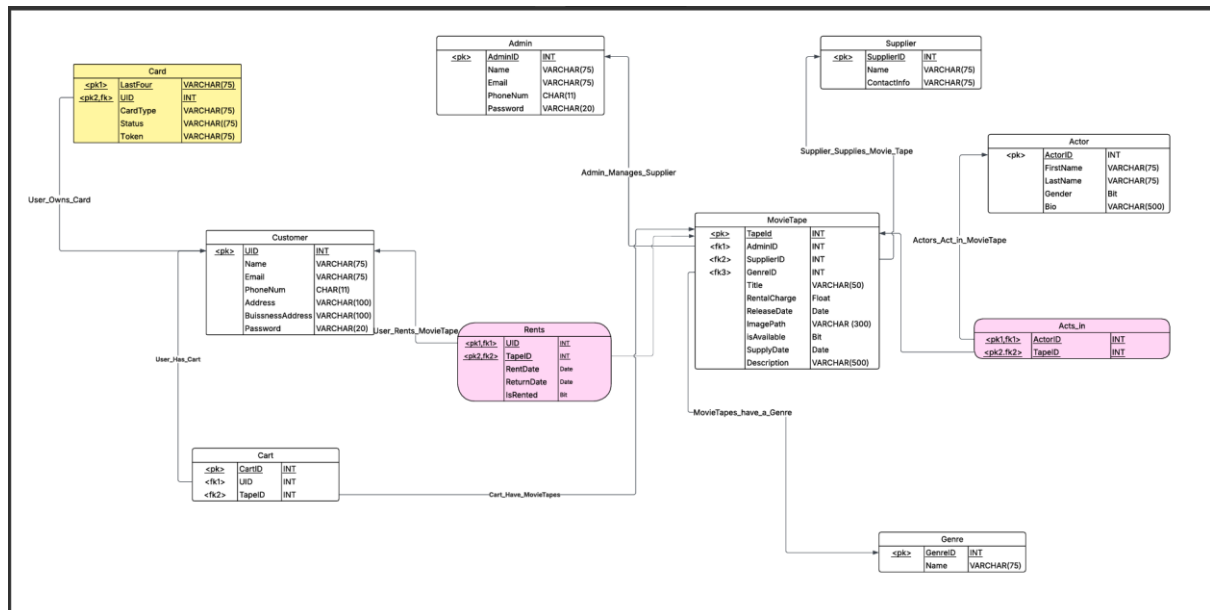 Card
<pk1> LastFour VARCHAR(75)
<pk2,fk> UID INT
CardType VARCHAR(75)
Status VARCHAR((75)
Token VARCHAR(75)
Admin
<pk> AdminID INT
Name VARCHAR(75)
Email VARCHAR(75)
PhoneNum CHAR(11)
Password VARCHAR(20)
Supplier
<pk> SupplierID INT
Name VARCHAR(75)
ContactInfo VARCHAR(75)
Actor
<pk> ActorID INT
FirstName VARCHAR(75)
LastName VARCHAR(75)
Gender Bit
Bio VARCHAR(500)
Supplier_Supplies_Movie_Tape
Admin_Manages_Supplier
User_Owns_Card
Actors_Act_in_MovieTape
Customer
<pk> UID INT
Name VARCHAR(75)
Email VARCHAR(75)
PhoneNum CHAR(11)
Address VARCHAR(100)
BuissnessAddress VARCHAR(100)
Password VARCHAR(20)
MovieTape
<pk> TapeId INT
<fk1> AdminID INT
<fk2> SupplierID INT
<fk3> GenreID INT
Title VARCHAR(50)
RentalCharge Float
ReleaseDate Date
ImagePath VARCHAR (300)
IsAvailable Bit
SupplyDate Date
Description VARCHAR(500)
User_Rents_MovieTape
Rents
<pk1,fk1> UID INT
<pk2,fk2> TapeID INT
RentDate Date
ReturnDate Date
IsRented Bit
Acts_in
<pk1,fk1> ActorID INT
<pk2.fk2> TapeID INT
User_Has_Cart
MovieTapes_have_a_Genre
Cart
<pk> CartID INT
<fk1> UID INT
<fk2> TapeID INT
Cart_Have_MovieTapes
Genre
<pk> GenreID INT
Name VARCHAR(75)